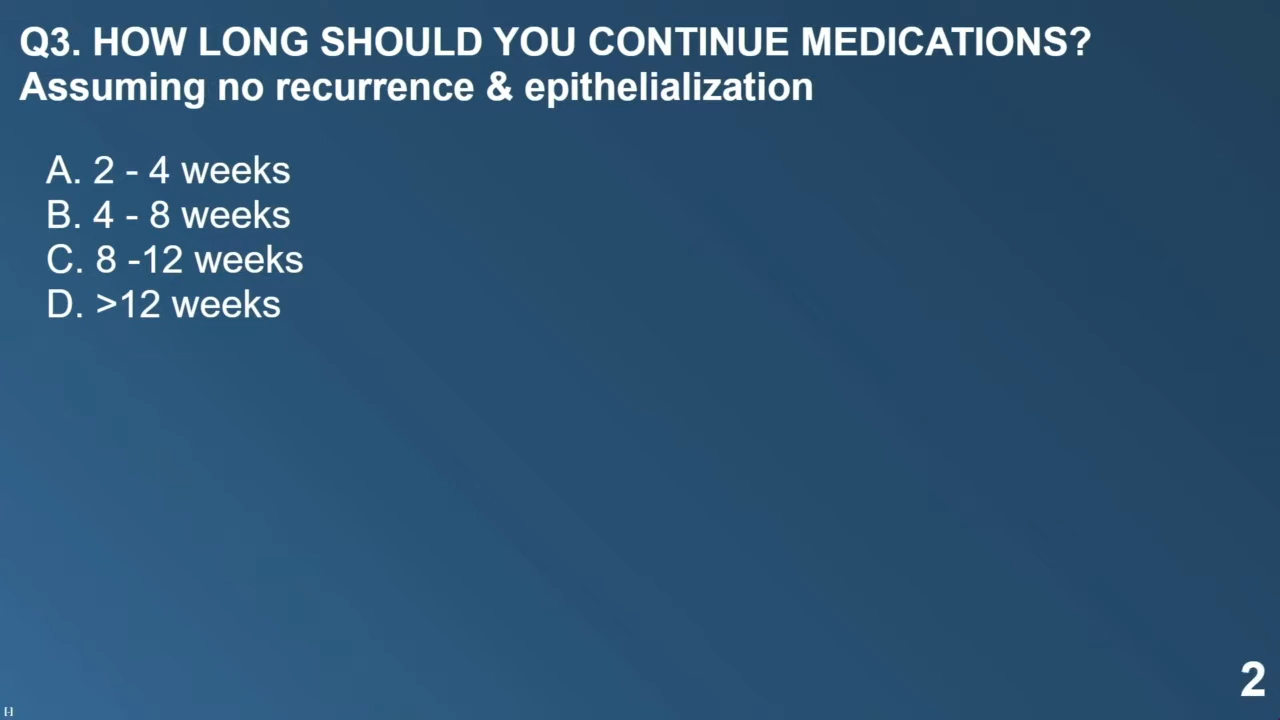 Q3. HOW LONG SHOULD YOU CONTINUE MEDICATIONS?
Assuming no recurrence & epithelialization
A. 2 - 4 weeks
B. 4 - 8 weeks
C. 8 -12 weeks
D. >12 weeks
2